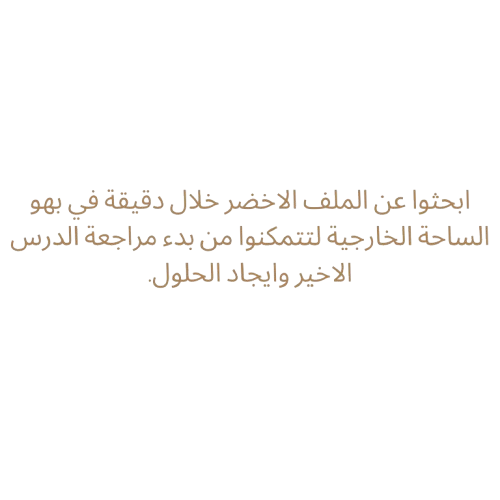 ابحثوا عن الملف الاخضر خلال دقيقة في بهو
الساحة الخارجية لتتمكنوا من بدء مراجعة الدرس
الاخير وايجاد الحلول.